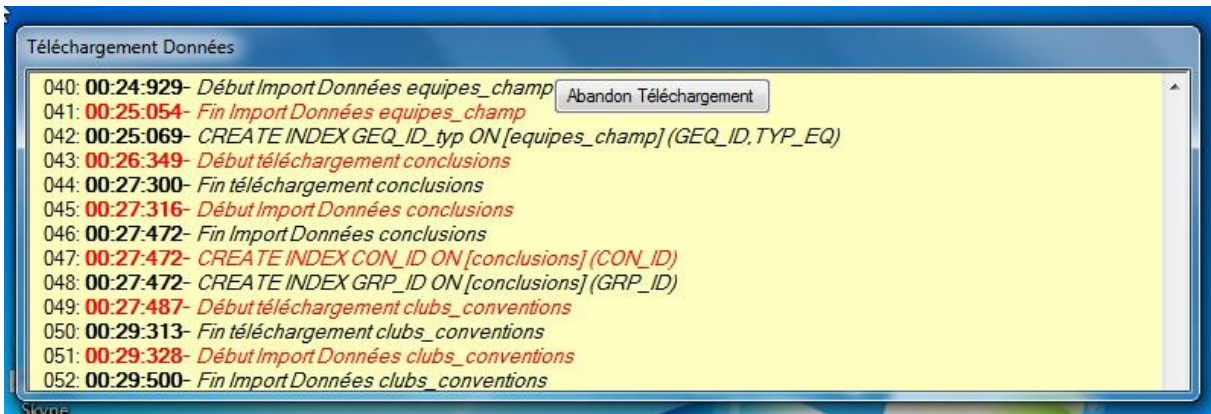 Téléchargement Données
040: 00:24:929- Début Import Données equipes_champ
Abandon Téléchargement
041: 00:25:054- Fin Import Données equipes_champ
042: 00:25:069- CREATE INDEX GEQ_ID_typ ON [equipes_champ] (GEQ_ID,TYP_EQ)
043: 00:26:349- Début téléchargement conclusions
044: 00:27:300- Fin téléchargement conclusions
045: 00:27:316- Début Import Données conclusions
046: 00:27:472- Fin Import Données conclusions
047: 00:27:472- CREATE INDEX CON_ID ON [conclusions] (CON_ID)
048: 00:27:472- CREATE INDEX GRP_ID ON [conclusions] (GRP_ID)
049: 00:27:487- Début téléchargement clubs_conventions
050: 00:29:313- Fin téléchargement clubs_conventions
051: 00:29:328- Début Import Données clubs_conventions
052: 00:29:500- Fin Import Données clubs_conventions
Skype